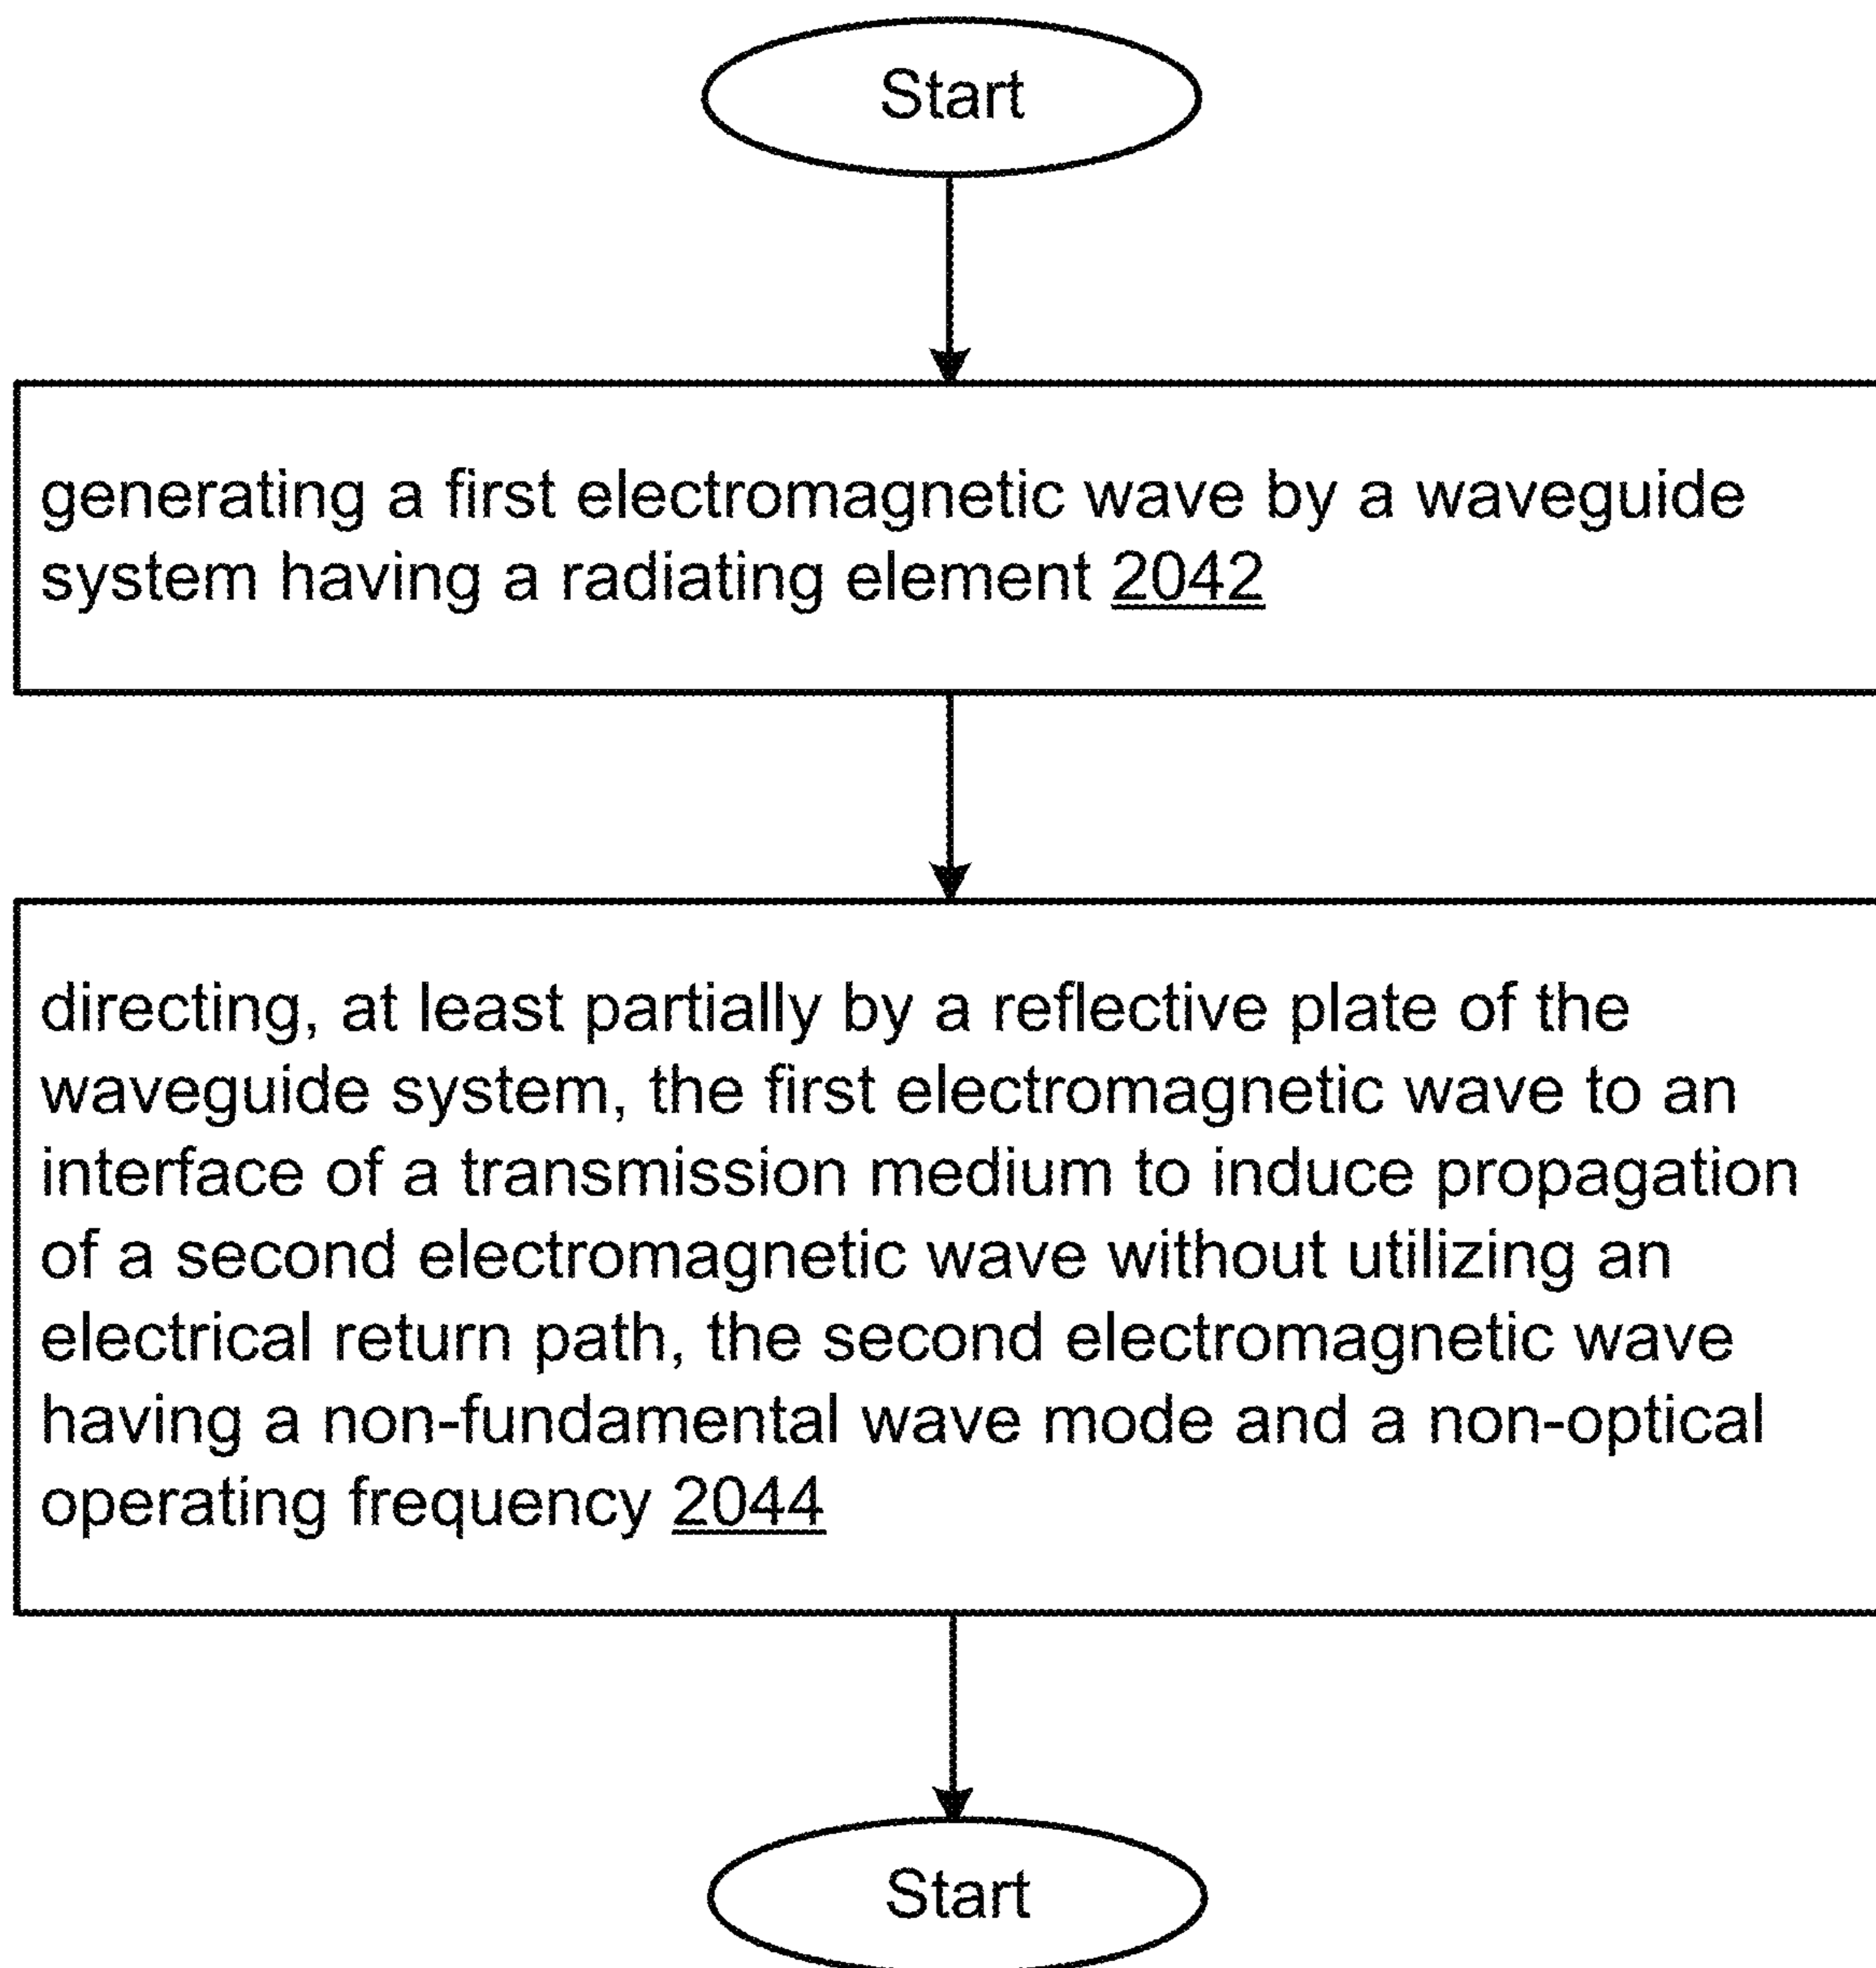 Start
generating a first electromagnetic wave by a waveguide
system having a radiating element 2042
directing, at least partially by a reflective plate of the
waveguide system, the first electromagnetic wave to an
interface of a transmission medium to induce propagation
of a second electromagnetic wave without utilizing an
electrical return path, the second electromagnetic wave
having a non-fundamental wave mode and a non-optical
operating frequency 2044
Start